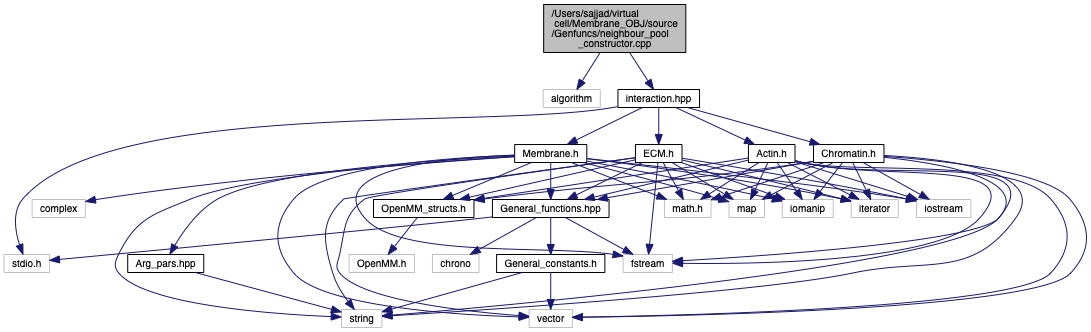 /Users/sajjad/virtual
cell/Membrane_OBJ/source
/Genfuncs/neighbour_pool
_constructor.cpp
algorithm
interaction.hpp
Membrane.h
ECM.h
Actin.h
Chromatin.h
complex
OpenMM_structs.h
General_functions.hpp
math.h
map
iomanip
iterator
iostream
stdio.h
Arg_pars.hpp
OpenMM.h
chrono
General_constants.h
fstream
string
vector